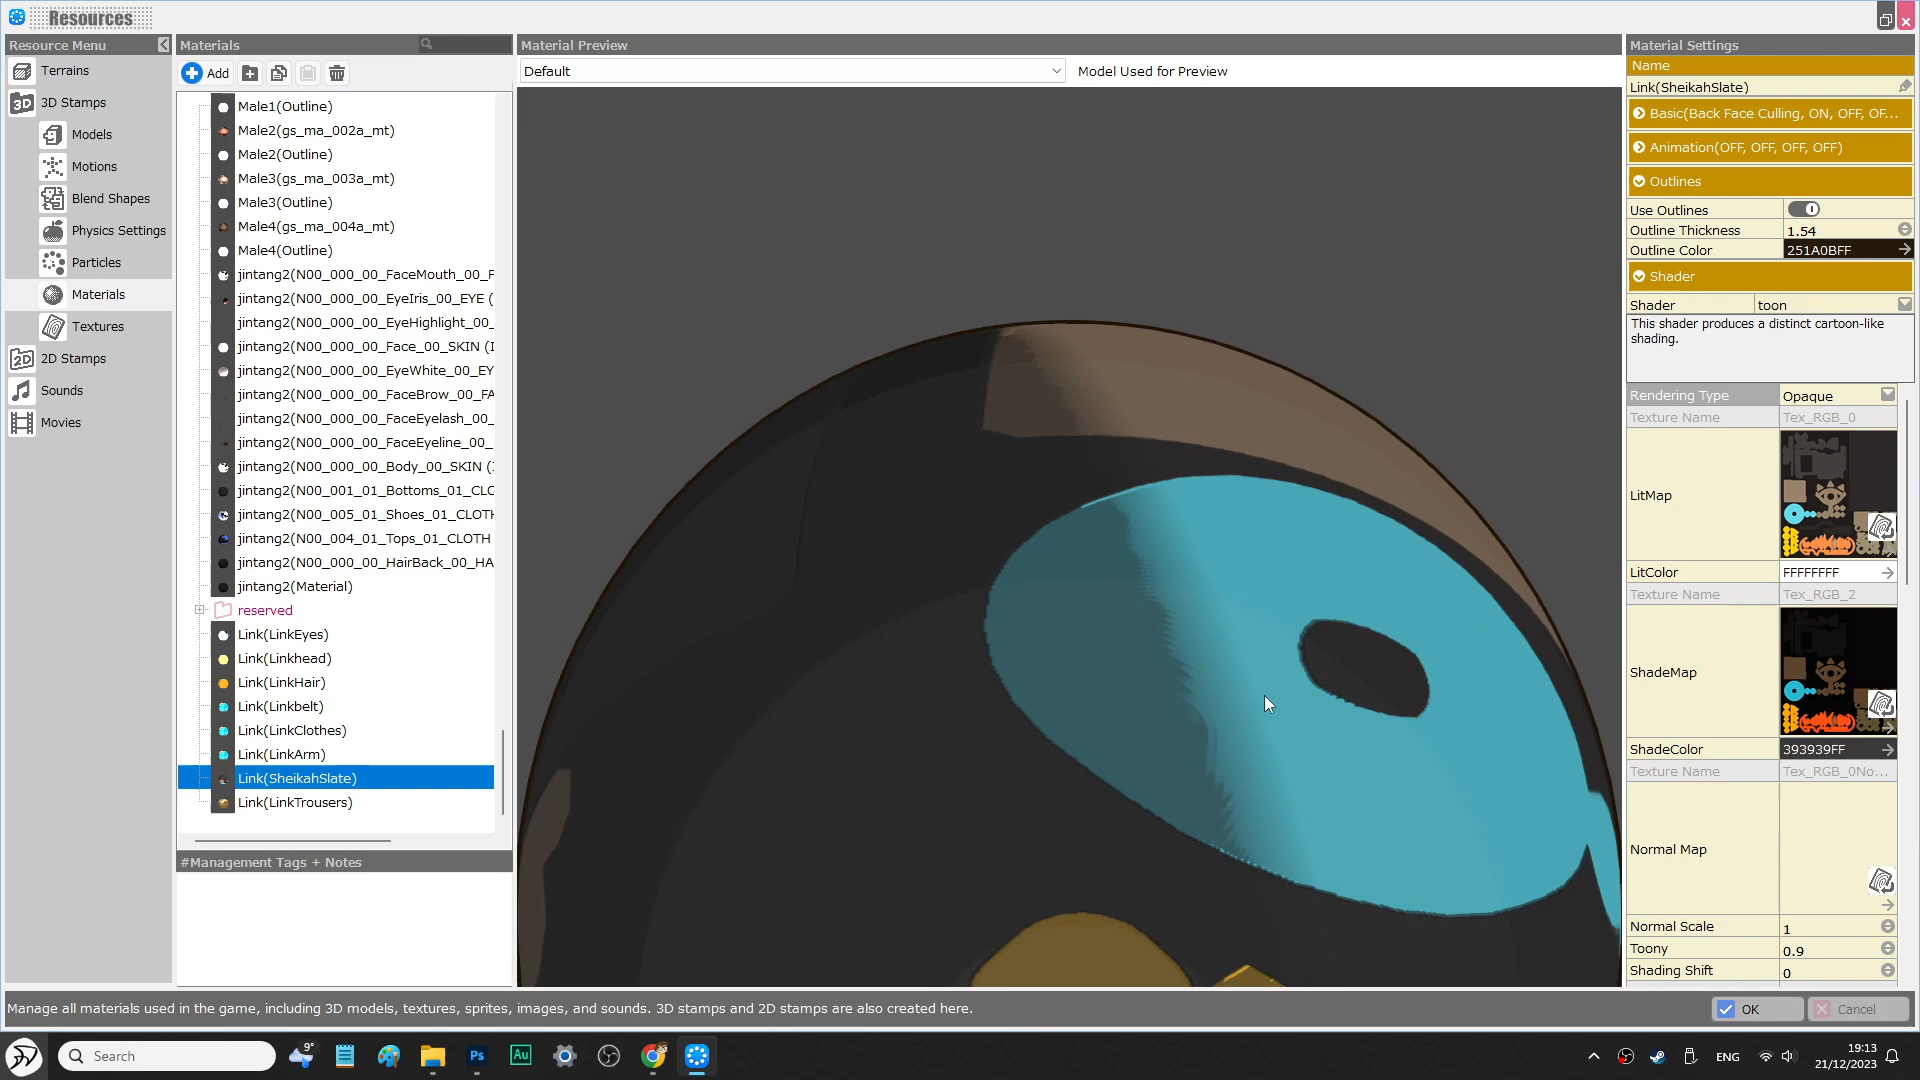 Resources
Resource Menu
Terrains
3D Stamps
Models
Motions
Blend Shapes
Physics Settings
Particles
Materials
Textures
2D Stamps
Sounds
Movies
Materials
Add
Male1(Outline)
Male2(gs_ma_002a_mt)
Male2(Outline)
Male3(gs_ma_003a_mt)
Male3(Outline)
Male4(gs_ma_004a_mt)
Male4(Outline)
jintang2(N00_000_00_FaceMouth_00_F
jintang2(N00_000_00_EyeIris_00_EYE (
jintang2(N00_000_00_EyeHighlight_00_
jintang2(N00_000_00_Face_00_SKIN (I
jintang2(N00_000_00_EyeWhite_00_EY
jintang2(N00_000_00_FaceBrow_00_FA
jintang2(N00_000_00_FaceEyelash_00_
jintang2(N00_000_00_FaceEyeline_00_
jintang2(N00_000_00_Body_00_SKIN (I
jintang2(N00_001_01_Bottoms_01_CLO
jintang2(N00_005_01_Shoes_01_CLOTH
jintang2(N00_004_01_Tops_01_CLOTH
jintang2(N00_000_00_HairBack_00_HA
jintang2(Material)
reserved
Link(LinkEyes)
Link(Linkhead)
Link(LinkHair)
Link(Linkbelt)
Link(LinkClothes)
Link(LinkArm)
Link(SheikahSlate)
Link(LinkTrousers)
#Management Tags + Notes
Material Preview
Default
Model Used for Preview
Material Settings
Name
Link(SheikahSlate)
Basic(Back Face Culling, ON, OFF, OF...
Animation(OFF, OFF, OFF, OFF)
Outlines
Use Outlines
Outline Thickness 1.54
Outline Color 251A0BFF
Shader
Shader toon
This shader produces a distinct cartoon-like
shading.
Rendering Type Opaque
Texture Name Tex_RGB_0
LitMap
LitColor FFFFFFFF
Texture Name Tex_RGB_2
ShadeMap
ShadeColor 393939FF
Texture Name Tex_RGB_0No...
Normal Map
Normal Scale 1
Toony 0.9
Shading Shift 0
Manage all materials used in the game, including 3D models, textures, sprites, images, and sounds. 3D stamps and 2D stamps are also created here.
OK
Cancel
Search
9°
Ps
Au
ENG
19:13
21/12/2023